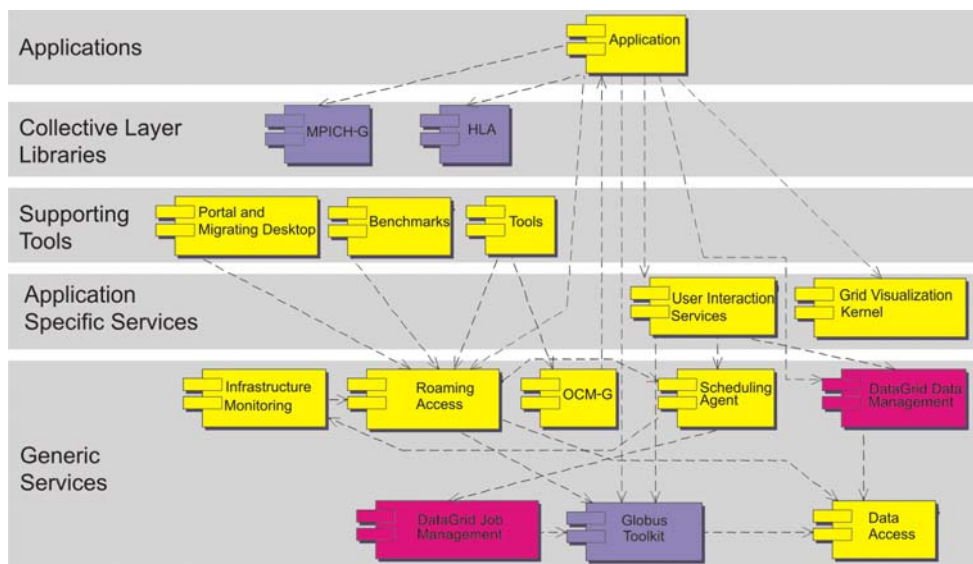 Applications
Application
Collective Layer
Libraries
MPICH-G
HLA
Supporting
Tools
Portal and
Migrating Desktop
Benchmarks
Tools
Application
Specific Services
User Interaction
Services
Grid Visualization
Kernel
Generic
Services
Infrastructure
Monitoring
Roaming
Access
OCM-G
Scheduling
Agent
DataGrid Data
Management
DataGrid Job
Management
Globus
Toolkit
Data
Access